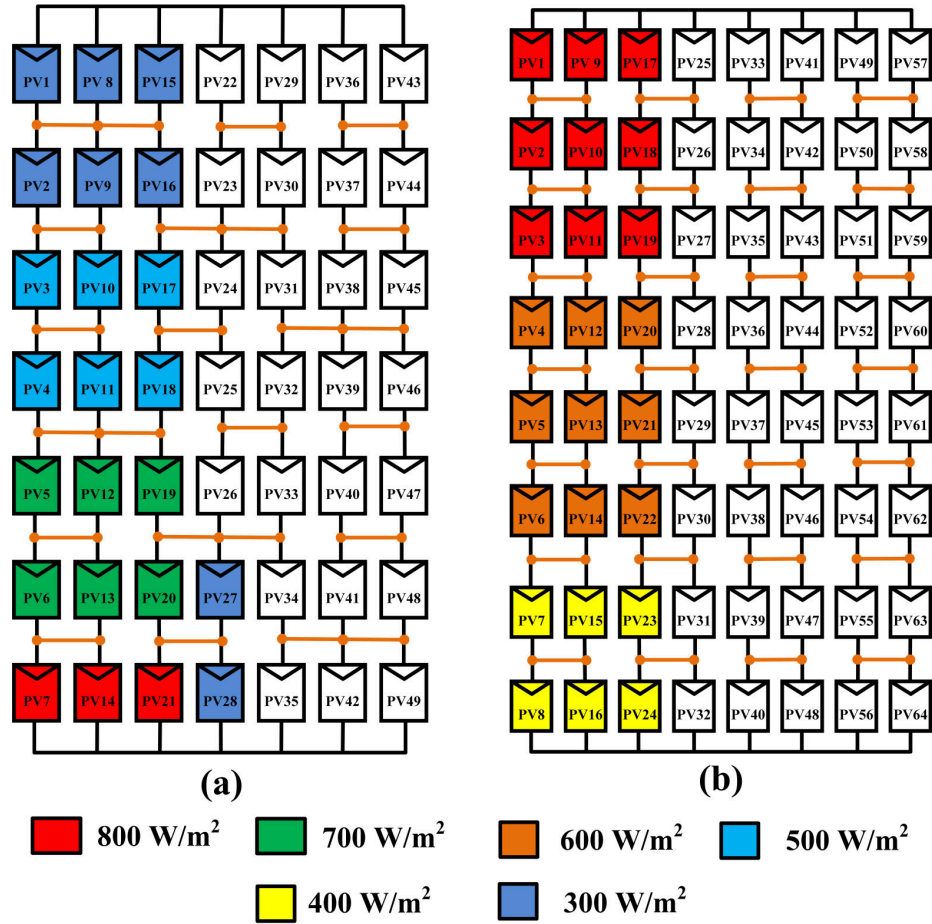 PV1 PV 8 PV15 PV22 PV29 PV36 PV43
PV2 PV9 PV16 PV23 PV30 PV37 PV44
PV3 PV10 PV17 PV24 PV31 PV38 PV45
PV4 PV11 PV18 PV25 PV32 PV39 PV46
PV5 PV12 PV19 PV26 PV33 PV40 PV47
PV6 PV13 PV20 PV27 PV34 PV41 PV48
PV7 PV14 PV21 PV28 PV35 PV42 PV49
(a)
PV1 PV 9 PV17 PV25 PV33 PV41 PV49 PV57
PV2 PV10 PV18 PV26 PV34 PV42 PV50 PV58
PV3 PV11 PV19 PV27 PV35 PV43 PV51 PV59
PV4 PV12 PV20 PV28 PV36 PV44 PV52 PV60
PV5 PV13 PV21 PV29 PV37 PV45 PV53 PV61
PV6 PV14 PV22 PV30 PV38 PV46 PV54 PV62
PV7 PV15 PV23 PV31 PV39 PV47 PV55 PV63
PV8 PV16 PV24 PV32 PV40 PV48 PV56 PV64
(b)
800 W/m² 700 W/m² 600 W/m² 500 W/m²
400 W/m² 300 W/m²